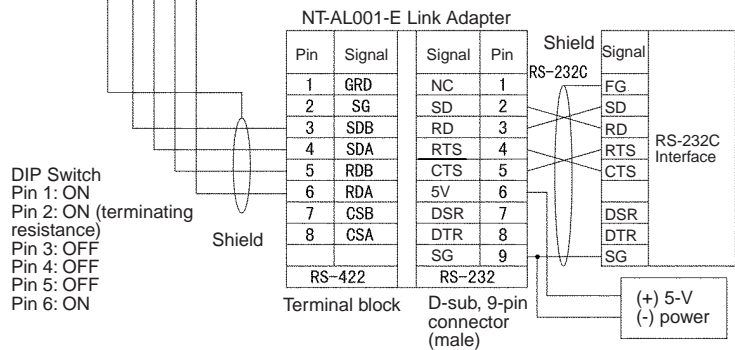 NT-AL001-E Link Adapter
Pin Signal Signal Pin Shield Signal
RS-232C
1 GRD NC 1 FG
2 SG SD 2 SD
3 SDB RD 3 RD
4 SDA RTS 4 RTS
5 RDB CTS 5 CTS
6 RDA 5V 6
7 CSB DSR 7 DSR
8 CSA DTR 8 DTR
SG 9 SG
RS-422 RS-232
RS-232C
Interface
DIP Switch
Pin 1: ON
Pin 2: ON (terminating
resistance)
Pin 3: OFF
Pin 4: OFF
Pin 5: OFF
Pin 6: ON
Shield
Terminal block
D-sub, 9-pin
connector
(male)
(+) 5-V
(-) power